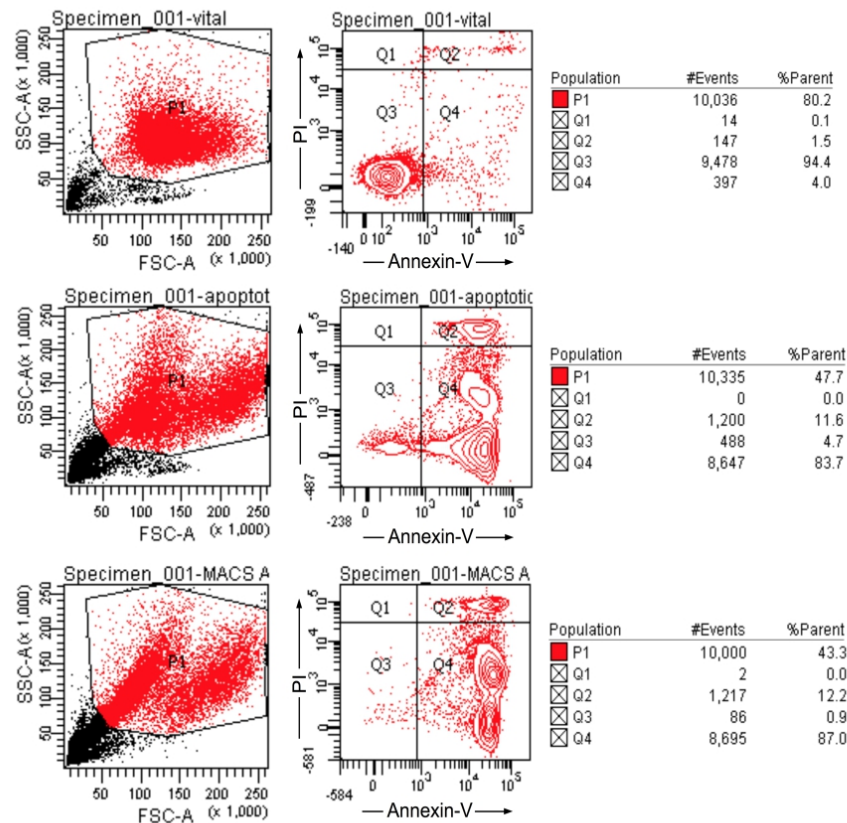 Specimen_001-vital
SSC-A (x 1,000)
250
200
150
100
50
P1
50 100 150 200 250
FSC-A (x 1,000)
Specimen_001-vital
PI
10^5
10^4
10^3
0
-199
Q1 Q2
Q3 Q4
-140 0 10^2 10^3 10^4 10^5
Annexin-V
Population #Events %Parent
P1 10,036 80.2
Q1 14 0.1
Q2 147 1.5
Q3 9,478 94.4
Q4 397 4.0
Specimen_001-apoptot
SSC-A (x 1,000)
250
200
150
100
50
P1
50 100 150 200 250
FSC-A (x 1,000)
Specimen_001-apoptotic
PI
10^5
10^4
10^3
0
-487
Q1 Q2
Q3 Q4
-238 0 10^3 10^4 10^5
Annexin-V
Population #Events %Parent
P1 10,335 47.7
Q1 0 0.0
Q2 1,200 11.6
Q3 488 4.7
Q4 8,647 83.7
Specimen_001-MACS A
SSC-A (x 1,000)
250
200
150
100
50
P1
50 100 150 200 250
FSC-A (x 1,000)
Specimen_001-MACS A
PI
10^5
10^4
10^3
0
-581
Q1 Q2
Q3 Q4
-584 0 10^3 10^4 10^5
Annexin-V
Population #Events %Parent
P1 10,000 43.3
Q1 2 0.0
Q2 1,217 12.2
Q3 86 0.9
Q4 8,695 87.0